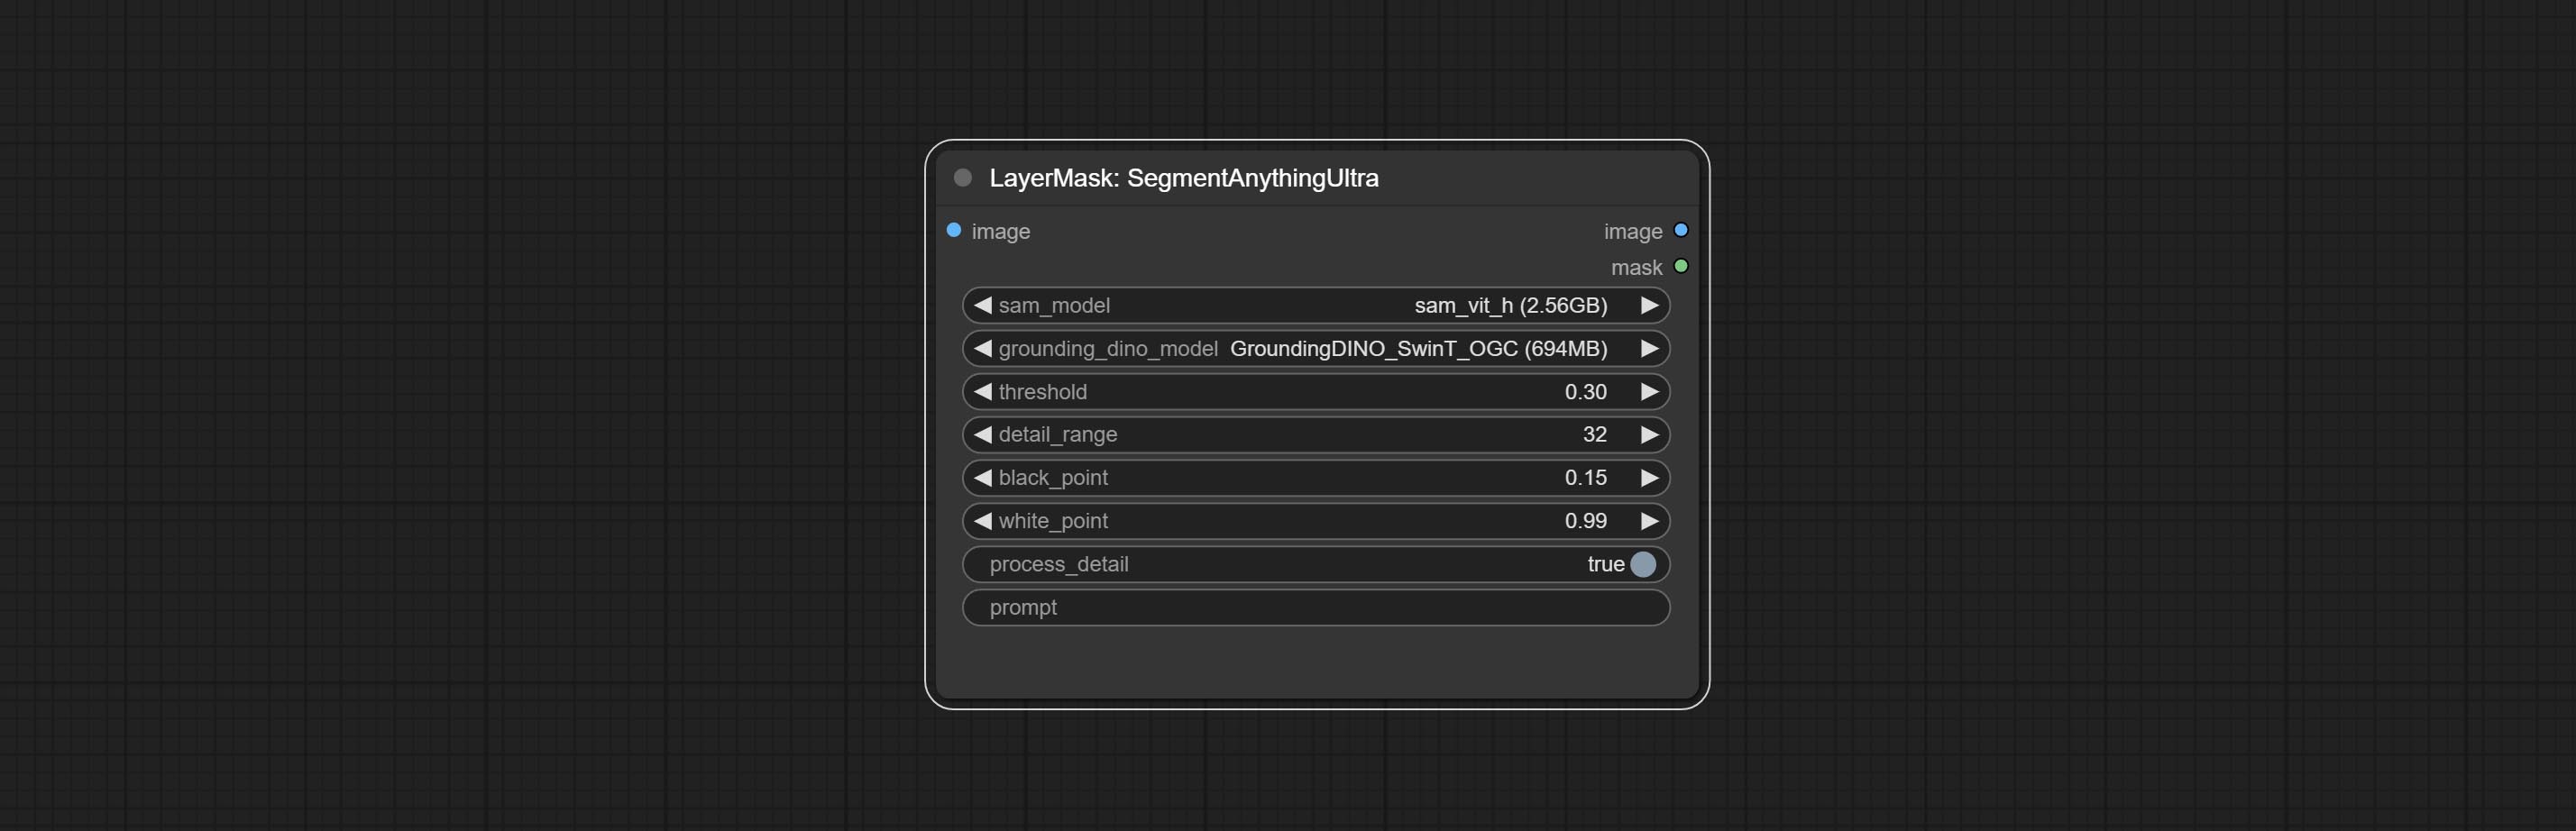 LayerMask: SegmentAnythingUltra
image image
mask
sam_model sam_vit_h (2.56GB)
grounding_dino_model GroundingDINO_SwinT_OGC (694MB)
threshold 0.30
detail_range 32
black_point 0.15
white_point 0.99
process_detail true
prompt